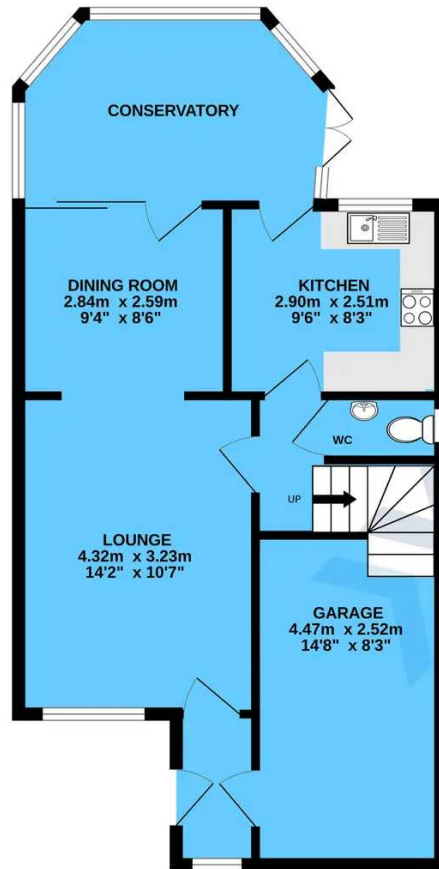 CONSERVATORY
DINING ROOM
2.84m x 2.59m
9'4" x 8'6"
KITCHEN
2.90m x 2.51m
9'6" x 8'3"
WC
UP
LOUNGE
4.32m x 3.23m
14'2" x 10'7"
GARAGE
4.47m x 2.52m
14'8" x 8'3"